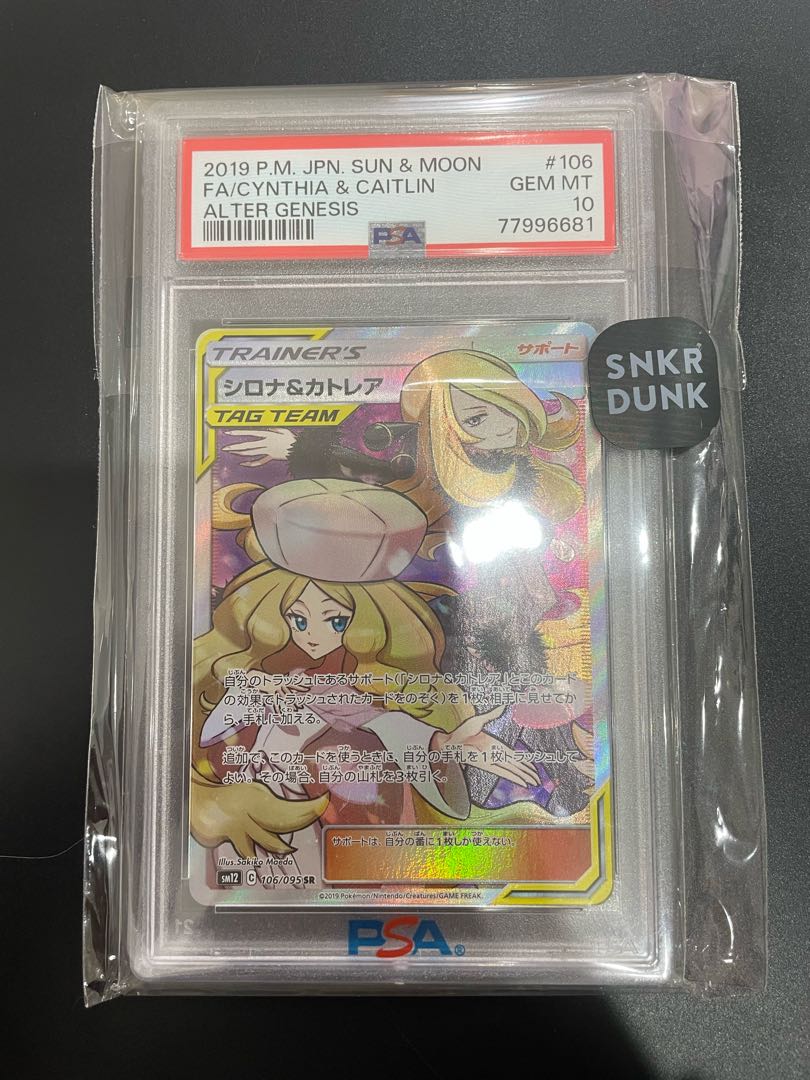 2019 P.M. JPN. SUN & MOON #106
FA/CYNTHIA & CAITLIN GEM MT
ALTER GENESIS 10
77996681
PSA
TRAINER'S サポート
シロナ&カトレア
TAG TEAM
SNKR
DUNK
自分のトラッシュにあるサポート(「シロナ&カトレア」とこのカード
の効果でトラッシュされたカードをのぞく)を1枚、相手に見せてか
ら、手札に加える。
追加で、このカードを使うときに、自分の手札を1枚トラッシュして
よい。その場合、自分の山札を3枚引く。
サポートは、自分の番に1枚しか使えない。
Illus.Sakiko Maeda
SM12 C 106/095 SR
©2019 Pokémon/Nintendo/Creatures/GAME FREAK.
PSA®